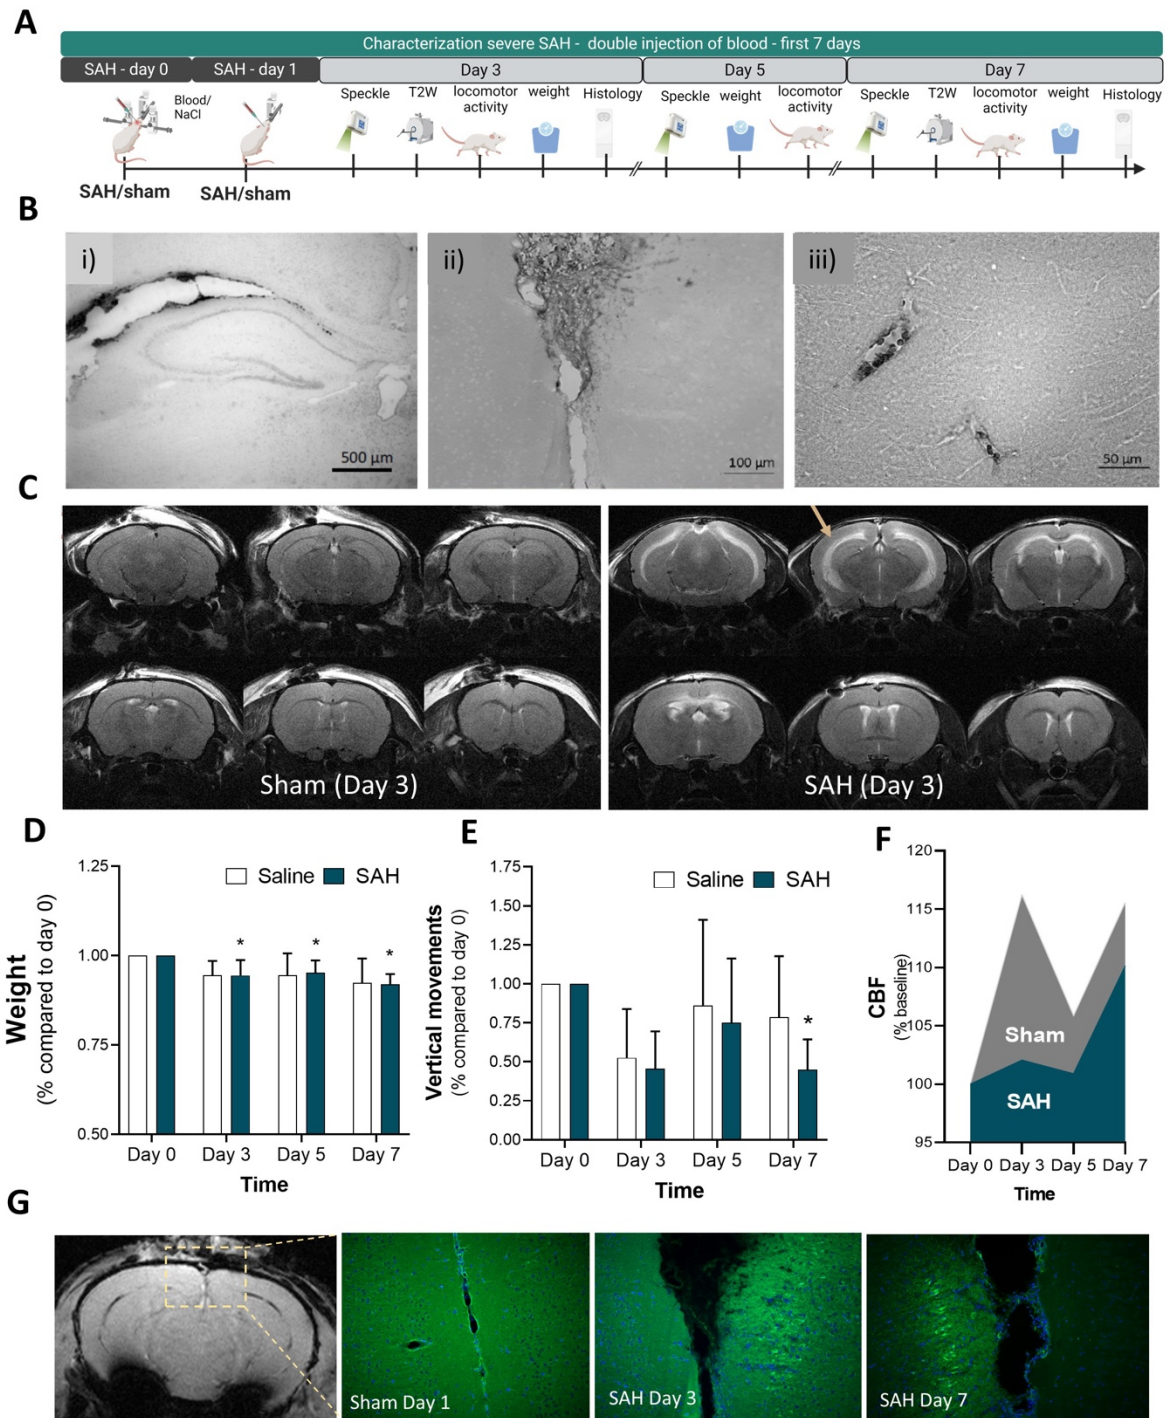 A
Characterization severe SAH - double injection of blood - first 7 days
SAH - day 0 SAH - day 1 Day 3 Day 5 Day 7
Blood/
NaCl
Speckle T2W locomotor
activity weight Histology
Speckle weight locomotor
activity
Speckle T2W locomotor
activity weight Histology
SAH/sham SAH/sham
B
i) ii) iii)
500 µm 100 µm 50 µm
C
Sham (Day 3) SAH (Day 3)
D
Weight
(% compared to day 0)
1.25
1.00
0.75
0.50
Saline SAH
* * *
Day 0 Day 3 Day 5 Day 7
Time
E
Vertical movements
(% compared to day 0)
1.75
1.50
1.25
1.00
0.75
0.50
0.25
0.00
Saline SAH
*
Day 0 Day 3 Day 5 Day 7
Time
F
CBF
(% baseline)
120
115
110
105
100
95
Sham
SAH
Day 0 Day 3 Day 5 Day 7
Time
G
Sham Day 1 SAH Day 3 SAH Day 7